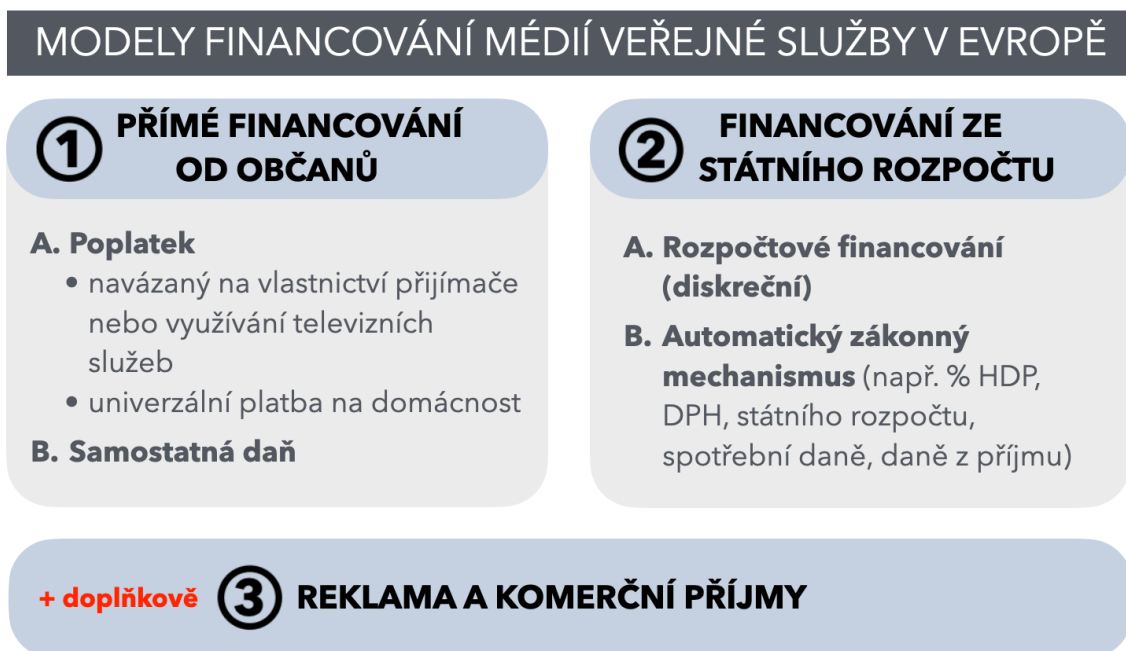 MODELY FINANCOVÁNÍ MÉDIÍ VEŘEJNÉ SLUŽBY V EVROPĚ
1 PŘÍMÉ FINANCOVÁNÍ
OD OBČANŮ
A. Poplatek
• navázaný na vlastnictví přijímače
nebo využívání televizních
služeb
• univerzální platba na domácnost
B. Samostatná daň
2 FINANCOVÁNÍ ZE
STÁTNÍHO ROZPOČTU
A. Rozpočtové financování
(diskreční)
B. Automatický zákonný
mechanismus (např. % HDP,
DPH, státního rozpočtu,
spotřební daně, daně z příjmu)
+ doplňkově 3 REKLAMA A KOMERČNÍ PŘÍJMY